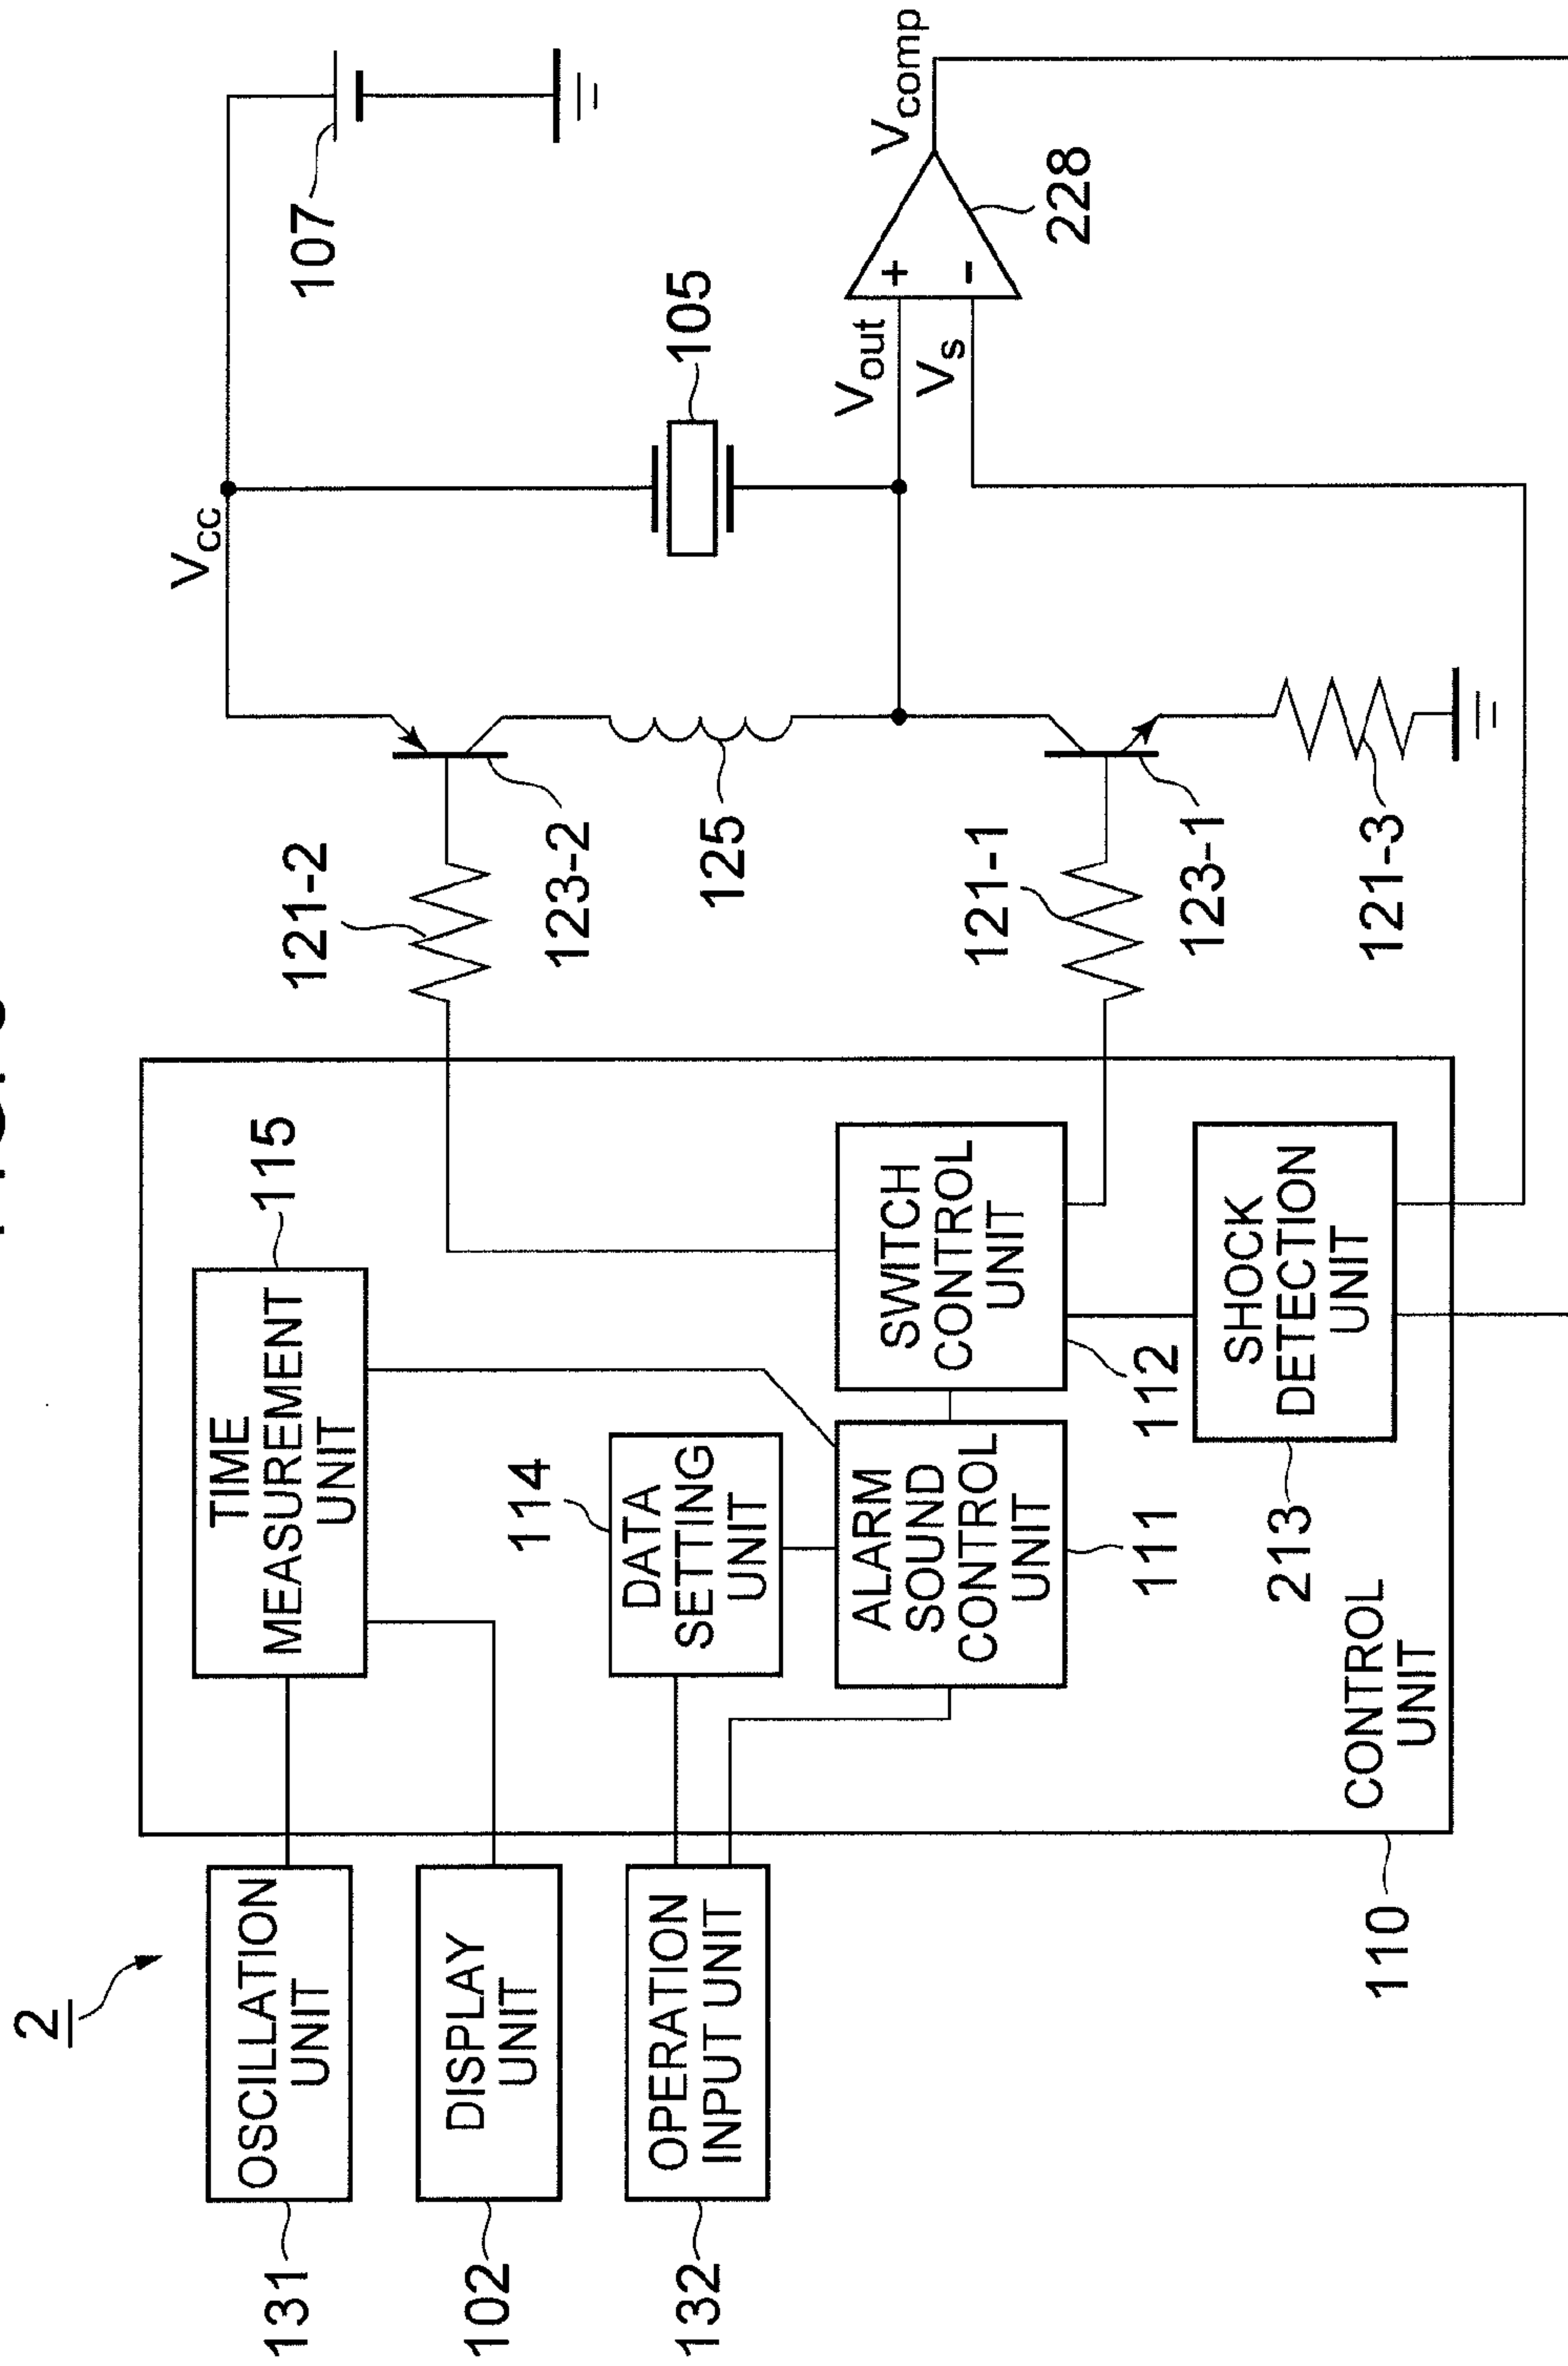 2
131
OSCILLATION
UNIT
102
DISPLAY
UNIT
132
OPERATION
INPUT UNIT
110
CONTROL
UNIT
TIME
MEASUREMENT
UNIT
115
114
DATA
SETTING
UNIT
ALARM
SOUND
CONTROL
UNIT
111
SWITCH
CONTROL
UNIT
112
SHOCK
DETECTION
UNIT
213
121-2
123-2
125
121-1
123-1
121-3
Vcc
107
105
Vout
Vs
+
-
Vcomp
228